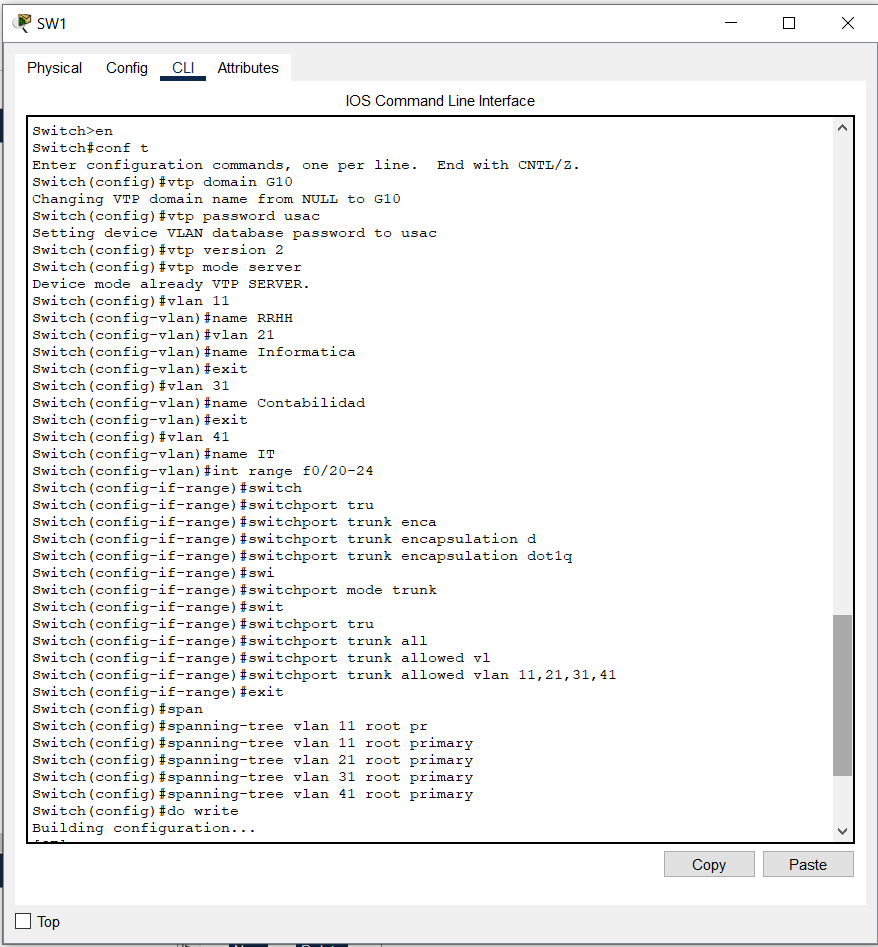 SW1
Physical Config CLI Attributes
IOS Command Line Interface
Switch>en
Switch#conf t
Enter configuration commands, one per line.  End with CNTL/Z.
Switch(config)#vtp domain G10
Changing VTP domain name from NULL to G10
Switch(config)#vtp password usac
Setting device VLAN database password to usac
Switch(config)#vtp version 2
Switch(config)#vtp mode server
Device mode already VTP SERVER.
Switch(config)#vlan 11
Switch(config-vlan)#name RRHH
Switch(config-vlan)#vlan 21
Switch(config-vlan)#name Informatica
Switch(config-vlan)#exit
Switch(config)#vlan 31
Switch(config-vlan)#name Contabilidad
Switch(config-vlan)#exit
Switch(config)#vlan 41
Switch(config-vlan)#name IT
Switch(config-vlan)#int range f0/20-24
Switch(config-if-range)#switch
Switch(config-if-range)#switchport tru
Switch(config-if-range)#switchport trunk enca
Switch(config-if-range)#switchport trunk encapsulation d
Switch(config-if-range)#switchport trunk encapsulation dot1q
Switch(config-if-range)#swi
Switch(config-if-range)#switchport mode trunk
Switch(config-if-range)#swit
Switch(config-if-range)#switchport tru
Switch(config-if-range)#switchport trunk all
Switch(config-if-range)#switchport trunk allowed vl
Switch(config-if-range)#switchport trunk allowed vlan 11,21,31,41
Switch(config-if-range)#exit
Switch(config)#span
Switch(config)#spanning-tree vlan 11 root pr
Switch(config)#spanning-tree vlan 11 root primary
Switch(config)#spanning-tree vlan 21 root primary
Switch(config)#spanning-tree vlan 31 root primary
Switch(config)#spanning-tree vlan 41 root primary
Switch(config)#do write
Building configuration...
Copy Paste
Top